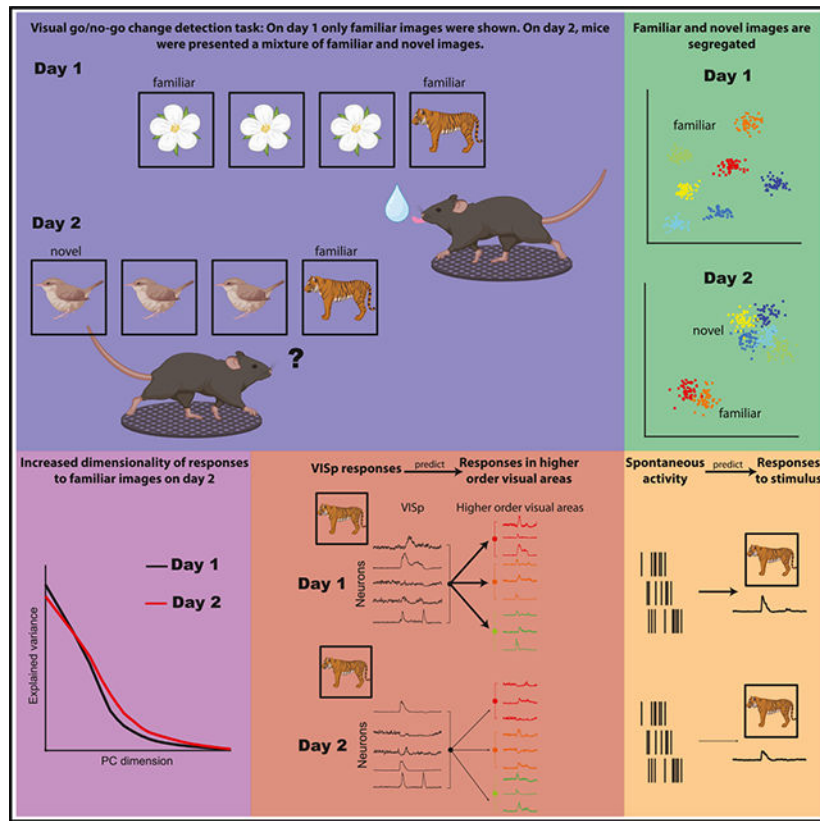 Visual go/no-go change detection task: On day 1 only familiar images were shown. On day 2, mice
were presented a mixture of familiar and novel images.
Day 1
familiar
familiar
Day 2
novel
familiar
?
Familiar and novel images are
segregated
Day 1
familiar
Day 2
novel
familiar
Increased dimensionality of responses
to familiar images on day 2
Day 1
Day 2
Explained variance
PC dimension
VISp responses
predict
Responses in higher
order visual areas
VISp
Higher order visual areas
Day 1
Neurons
Day 2
Neurons
Spontaneous
activity
predict
Responses
to stimulus